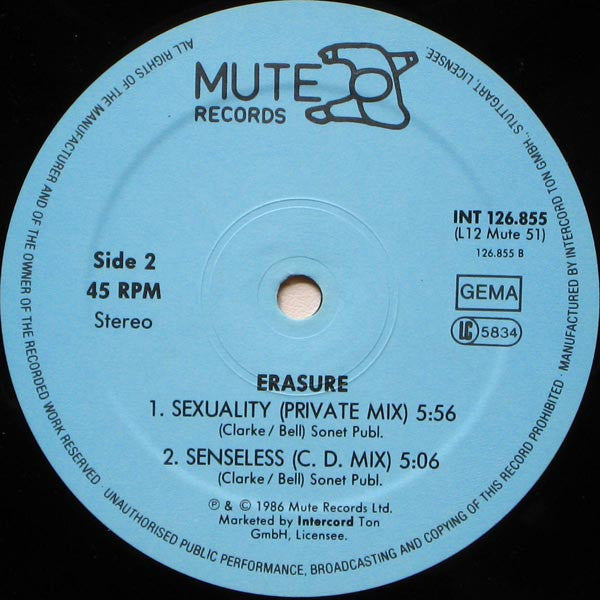 MUTE
RECORDS
Side 2
45 RPM
Stereo
INT 126.855
(L12 Mute 51)
126.855 B
GEMA
LC 5834
ERASURE
1. SEXUALITY (PRIVATE MIX) 5:56
(Clarke / Bell) Sonet Publ.
2. SENSELESS (C. D. MIX) 5:06
(Clarke / Bell) Sonet Publ.
℗ & © 1986 Mute Records Ltd.
Marketed by Intercord Ton
GmbH, Licensee.
ALL RIGHTS OF THE MANUFACTURER AND OF THE OWNER OF THE RECORDED WORK RESERVED · UNAUTHORISED PUBLIC PERFORMANCE, BROADCASTING AND COPYING OF THIS RECORD PROHIBITED · MANUFACTURED BY INTERCORD TON GMBH, STUTTGART, LICENSEE.